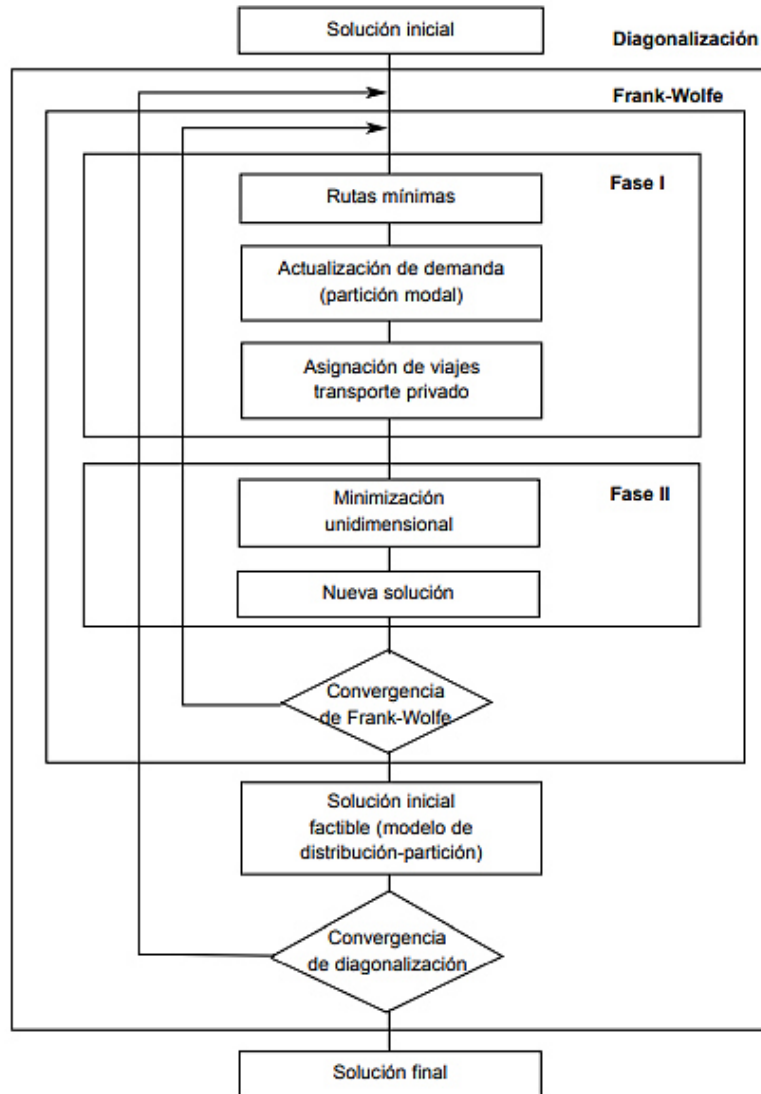 Solución inicial
Diagonalización
Frank-Wolfe
Fase I
Rutas mínimas
Actualización de demanda
(partición modal)
Asignación de viajes
transporte privado
Fase II
Minimización
unidimensional
Nueva solución
Convergencia
de Frank-Wolfe
Solución inicial
factible (modelo de
distribución-partición)
Convergencia
de diagonalización
Solución final